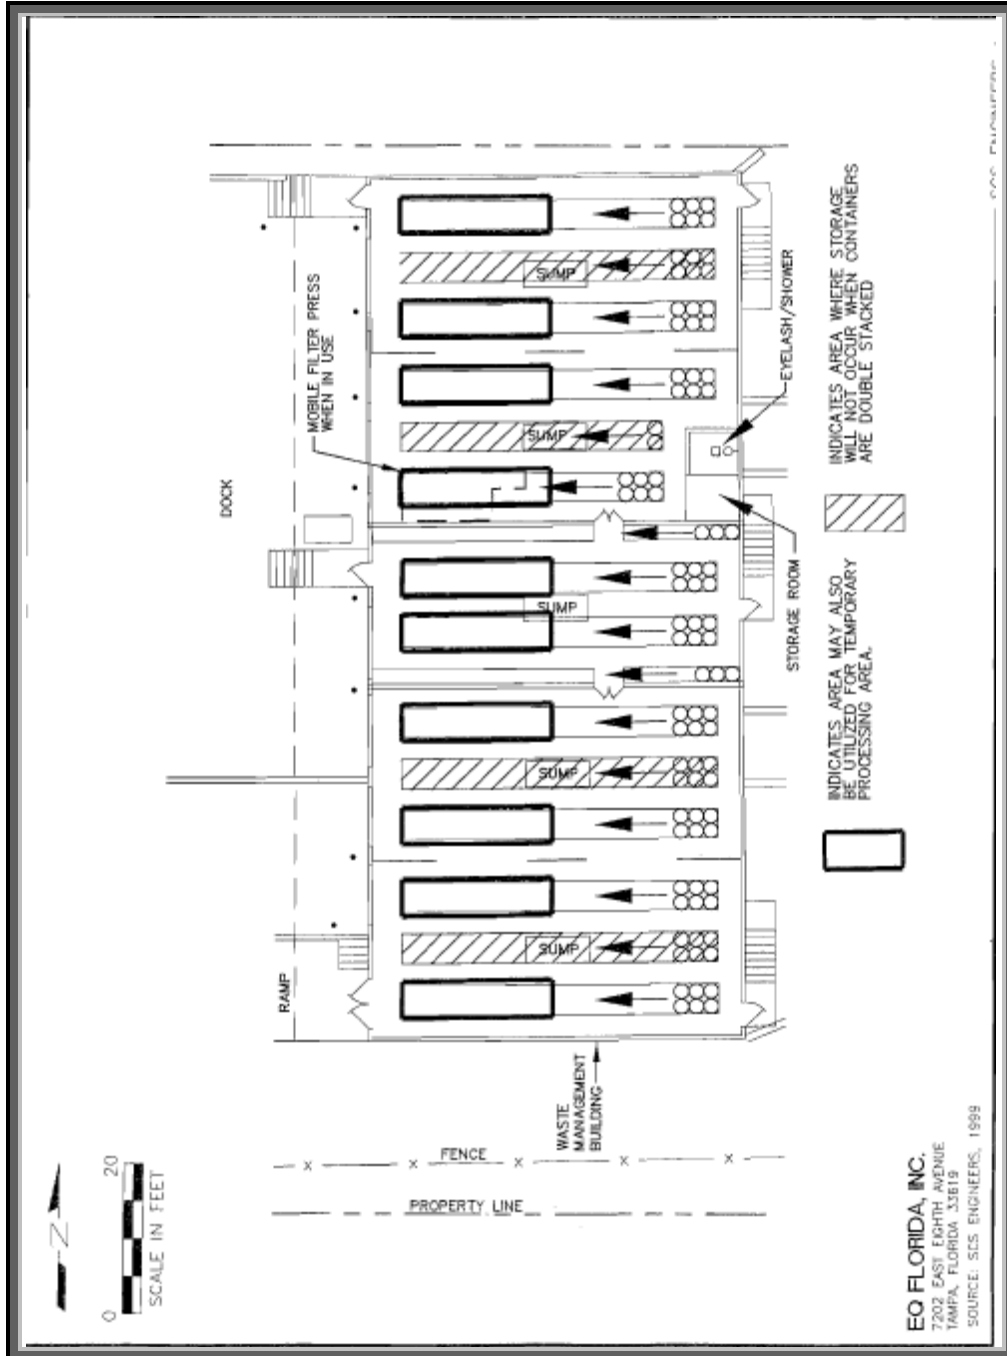 DOCK
MOBILE FILTER PRESS
WHEN IN USE
SUMP
SUMP
EYELASH/SHOWER
STORAGE ROOM
SUMP
SUMP
SUMP
RAMP
WASTE
MANAGEMENT
BUILDING
FENCE
PROPERTY LINE
INDICATES AREA MAY ALSO
BE UTILIZED FOR TEMPORARY
PROCESSING AREA.
INDICATES AREA WHERE STORAGE
WILL NOT OCCUR WHEN CONTAINERS
ARE DOUBLE STACKED
N
0 20
SCALE IN FEET
EQ FLORIDA, INC.
7202 EAST EIGHTH AVENUE
TAMPA, FLORIDA 33619
SOURCE: SCS ENGINEERS, 1999